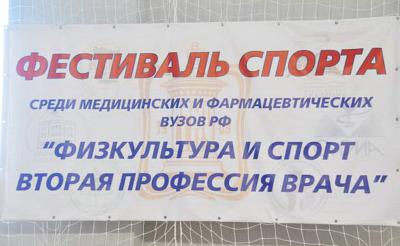 ФЕСТИВАЛЬ СПОРТА
СРЕДИ МЕДИЦИНСКИХ И ФАРМАЦЕВТИЧЕСКИХ
ВУЗОВ РФ
“ФИЗКУЛЬТУРА И СПОРТ
ВТОРАЯ ПРОФЕССИЯ ВРАЧА”